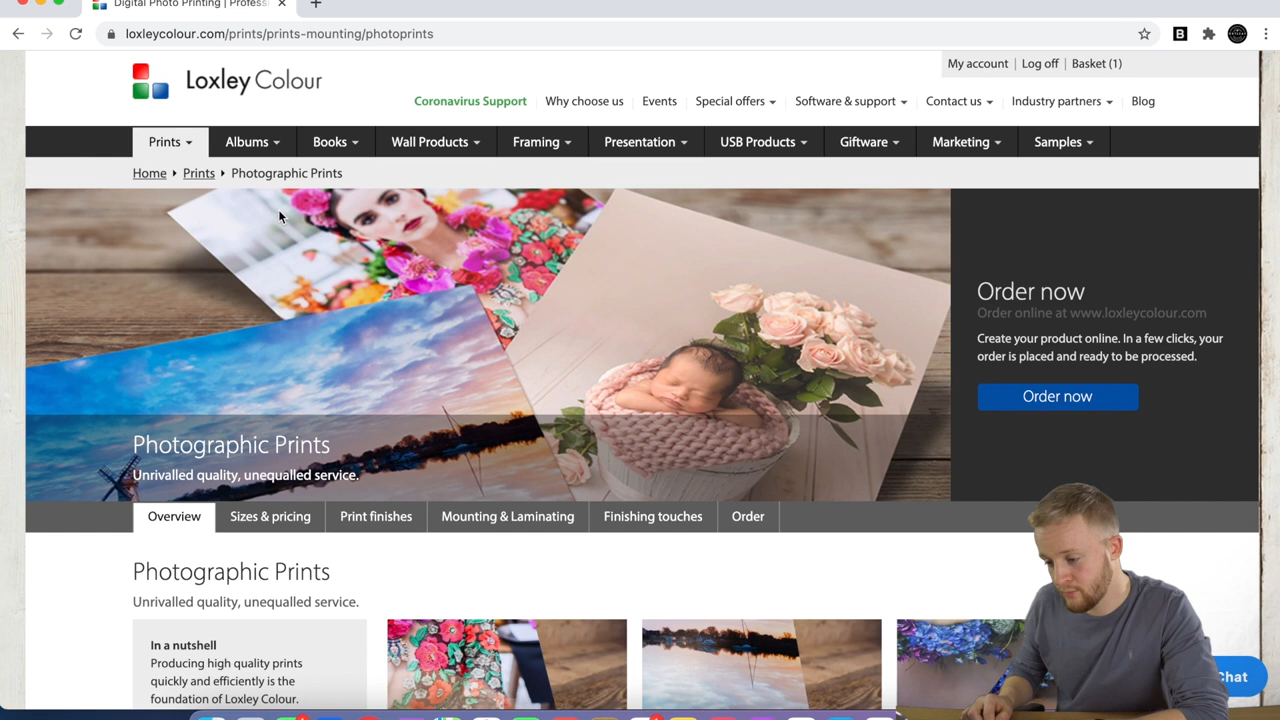 Digital Photo Printing | Profess
loxleycolour.com/prints/prints-mounting/photoprints
B
My account | Log off | Basket (1)
Loxley Colour
Coronavirus Support Why choose us Events Special offers Software & support Contact us Industry partners Blog
Prints Albums Books Wall Products Framing Presentation USB Products Giftware Marketing Samples
Home Prints Photographic Prints
Order now
Order online at www.loxleycolour.com
Create your product online. In a few clicks, your
order is placed and ready to be processed.
Order now
Photographic Prints
Unrivalled quality, unequalled service.
Overview Sizes & pricing Print finishes Mounting & Laminating Finishing touches Order
Photographic Prints
Unrivalled quality, unequalled service.
In a nutshell
Producing high quality prints
quickly and efficiently is the
foundation of Loxley Colour.
Chat